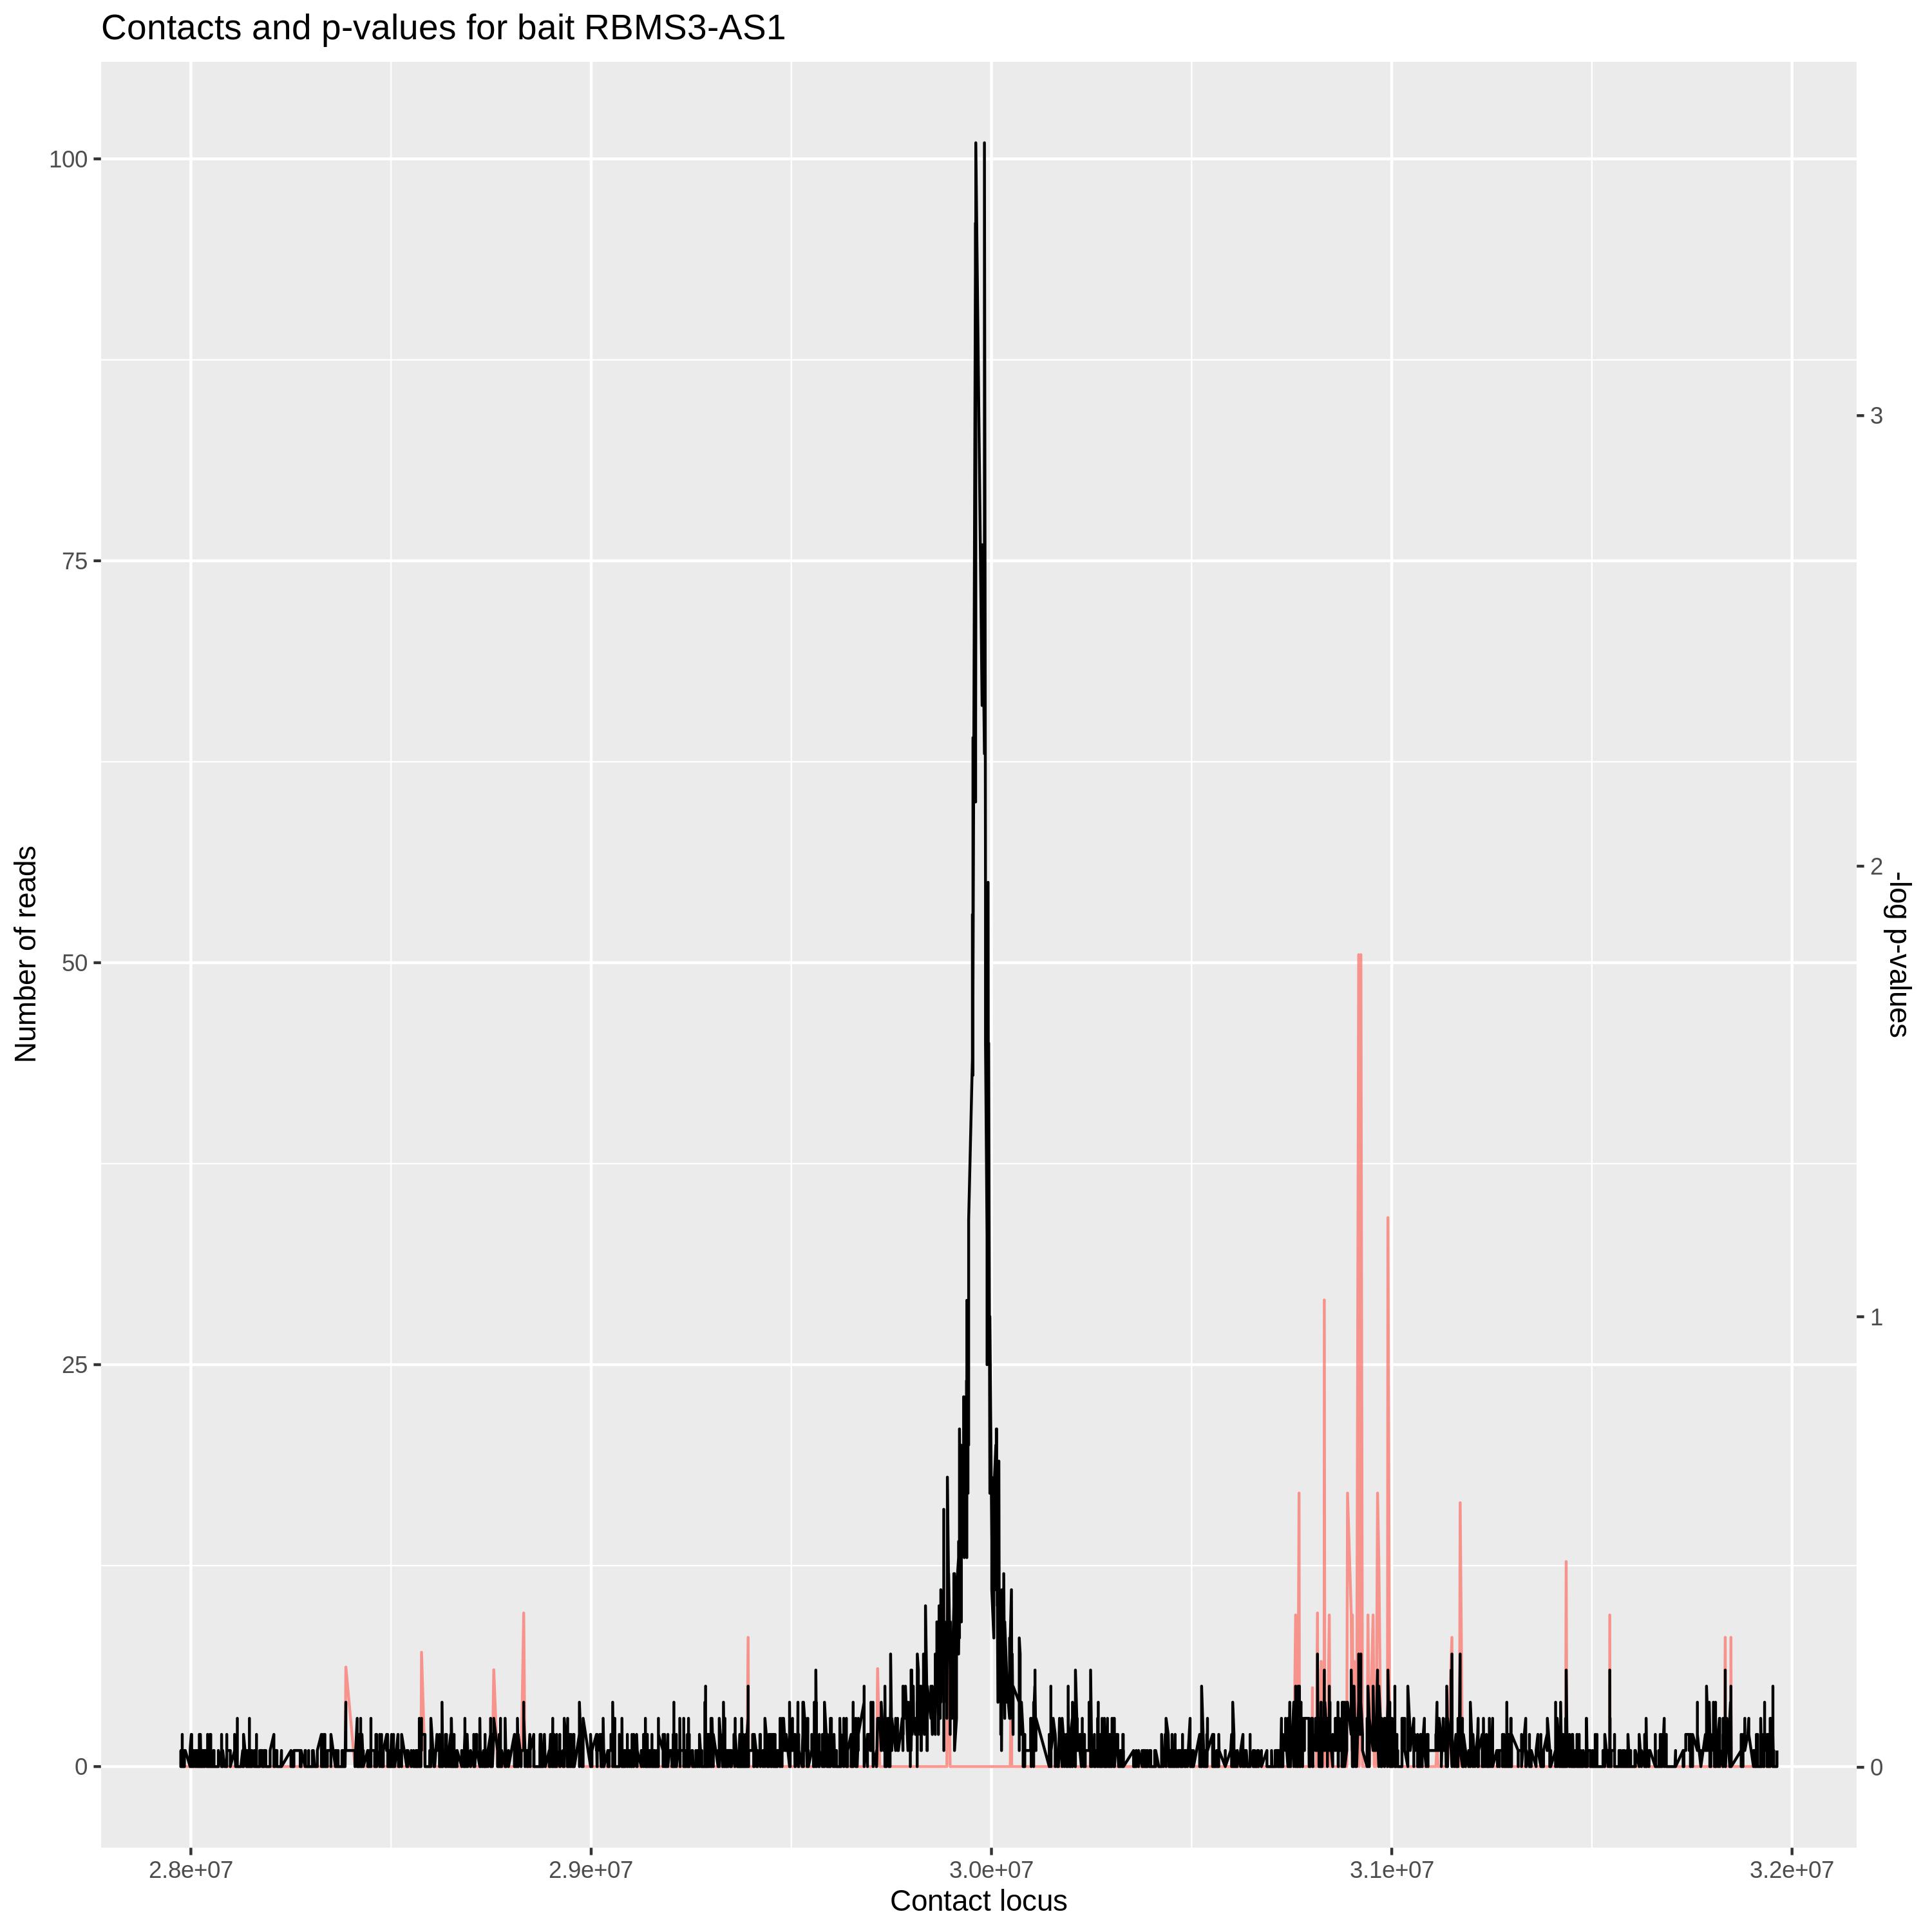 Contacts and p-values for bait RBMS3-AS1
100
75
50
25
0
Number of reads
3
2
1
0
-log p-values
2.8e+07 2.9e+07 3.0e+07 3.1e+07 3.2e+07
Contact locus